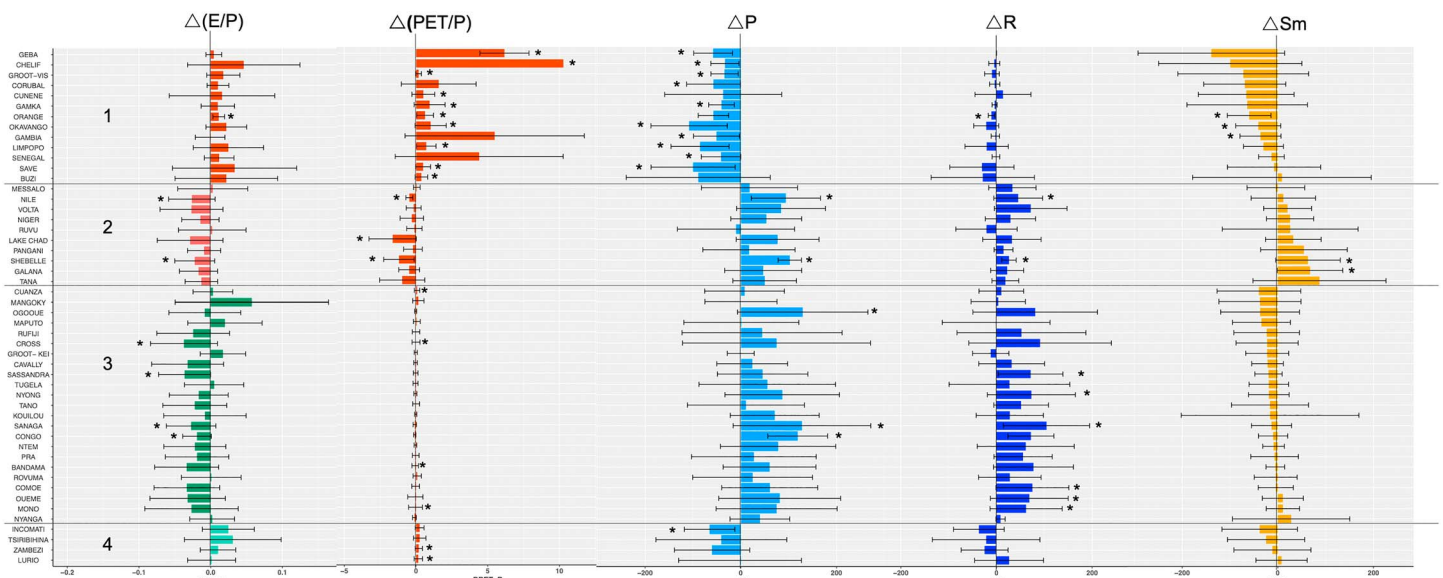 △(E/P) △(PET/P) △P △R △Sm
GEBA
CHELIF
GROOT-VIS
CORUBAL
CUNENE
GAMKA
1
ORANGE
OKAVANGO
GAMBIA
LIMPOPO
SENEGAL
SAVE
BUZI
MESSALO
NILE
VOLTA
NIGER
2
RUVU
LAKE CHAD
PANGANI
SHEBELLE
GALANA
TANA
CUANZA
MANGOKY
OGOOUE
MAPUTO
RUFIJI
CROSS
GROOT- KEI
3
CAVALLY
SASSANDRA
TUGELA
NYONG
TANO
KOUILOU
SANAGA
CONGO
NTEM
PRA
BANDAMA
ROVUMA
COMOE
OUEME
MONO
NYANGA
INCOMATI
TSIRIBIHINA
4
ZAMBEZI
LURIO
-0.2 -0.1 0.0 0.1 -5 0 5 10 -200 0 200 -200 0 200 -200 0 200